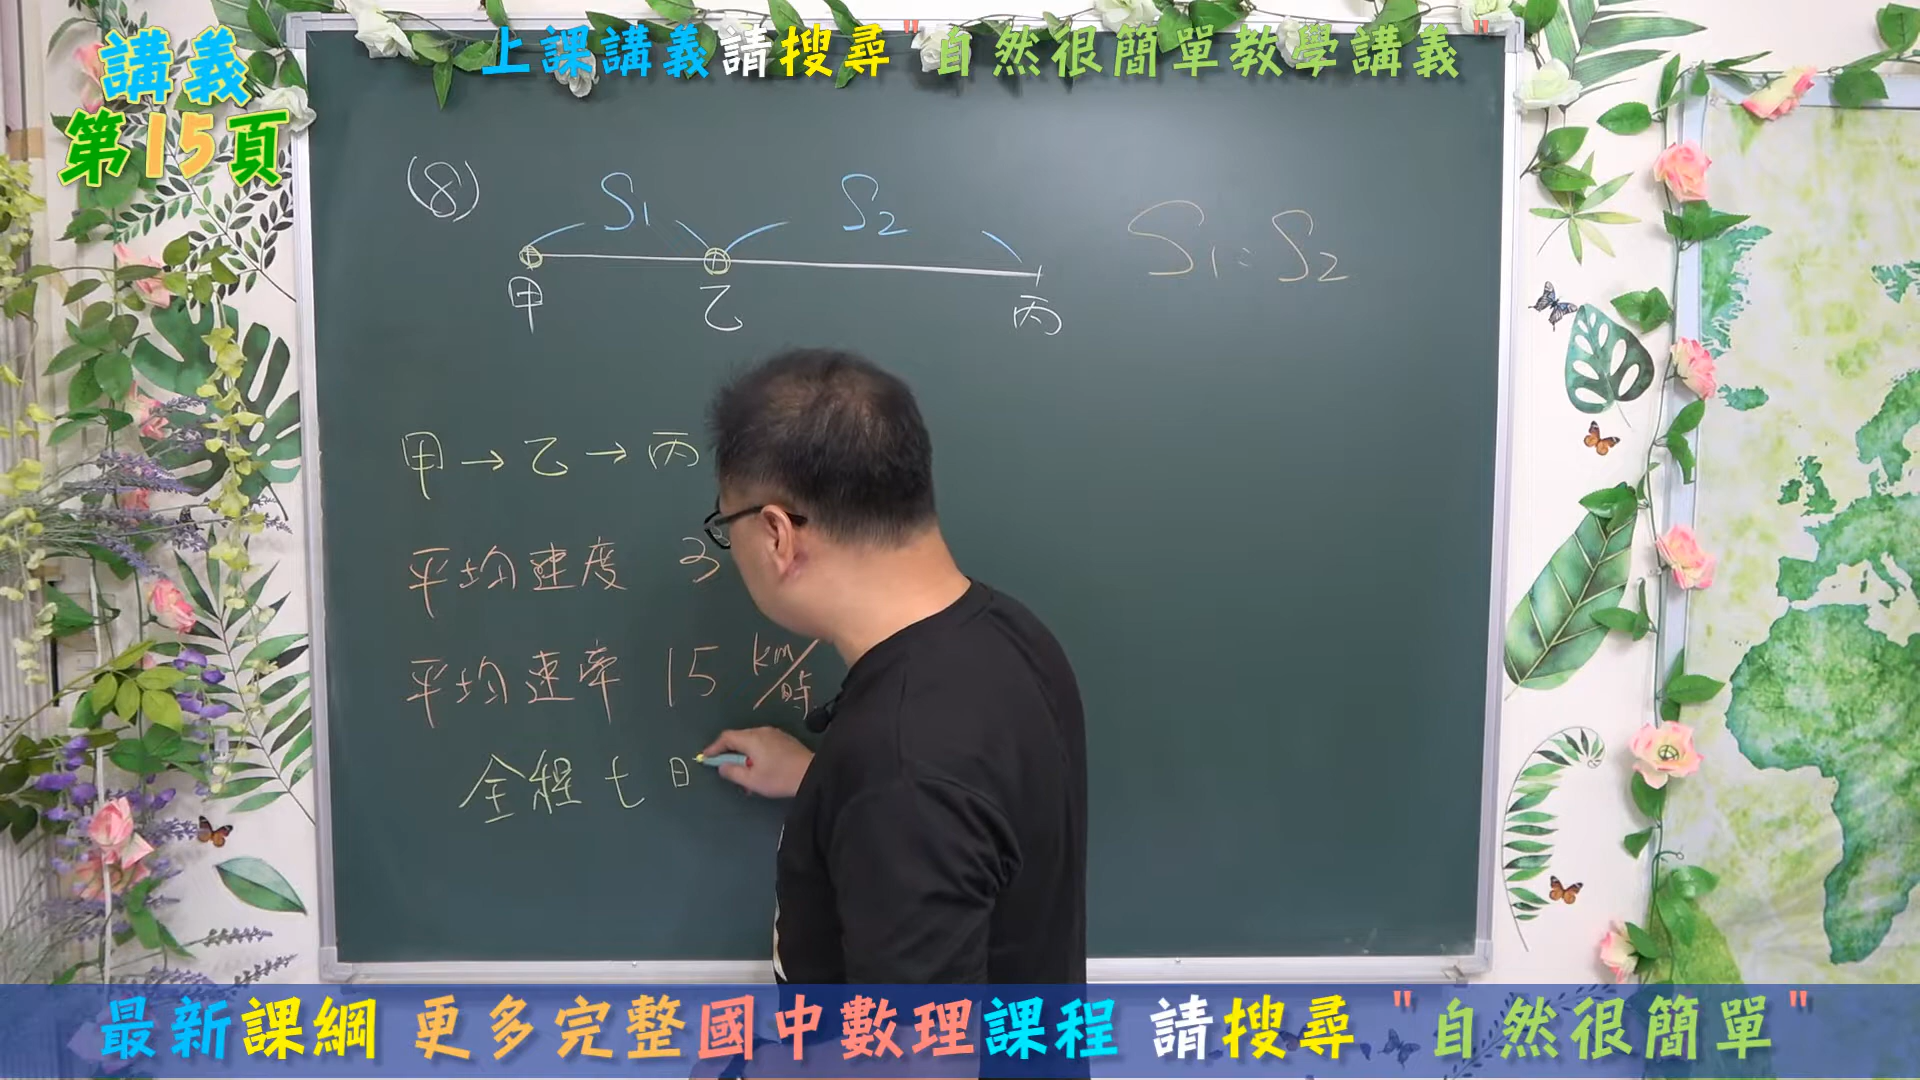 上課講義請搜尋"自然很簡單教學講義"
講義
第15頁
(8)
S₁ S₂
甲 乙 丙
S₁:S₂
甲→乙→丙
平均速度 3
平均速率 15 km/時
全程 t 日
最新課綱 更多完整國中數理課程 請搜尋"自然很簡單"